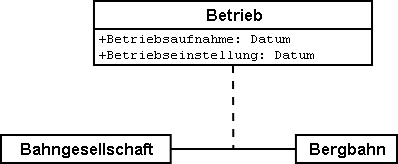 Betrieb
+Betriebsaufnahme: Datum
+Betriebseinstellung: Datum
Bahngesellschaft
Bergbahn